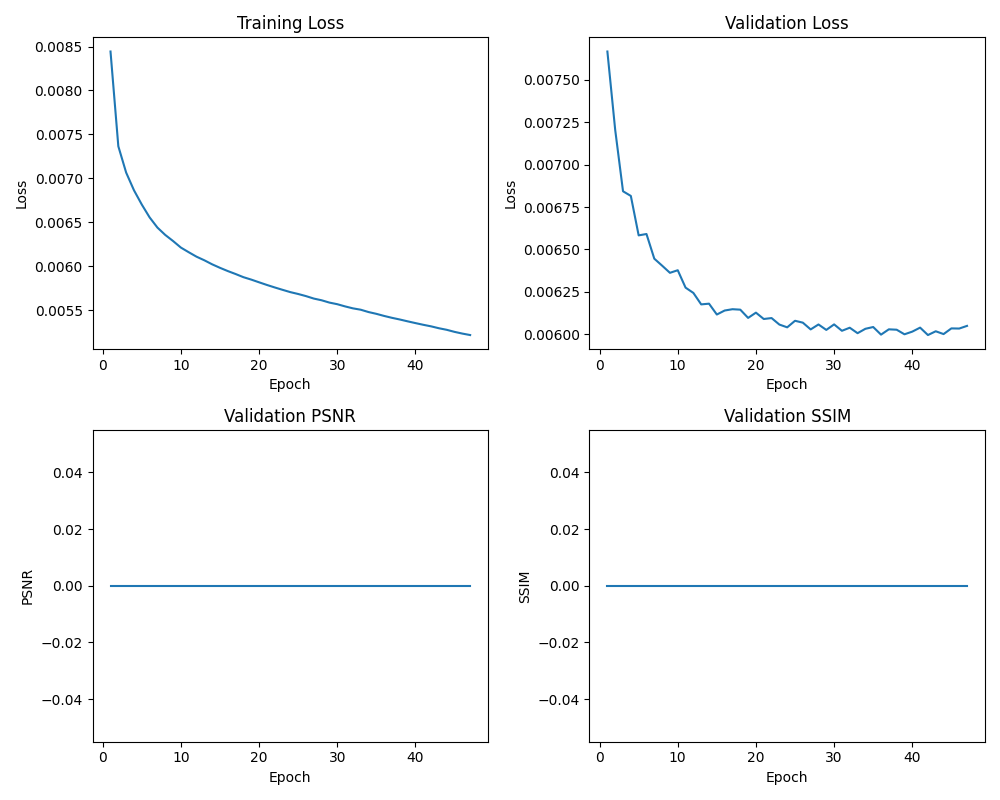 Training Loss
Validation Loss
0.0085
0.0080
0.0075
0.0070
0.0065
0.0060
0.0055
Loss
0 10 20 30 40
Epoch
0.00750
0.00725
0.00700
0.00675
0.00650
0.00625
0.00600
Loss
0 10 20 30 40
Epoch
Validation PSNR
Validation SSIM
0.04
0.02
0.00
−0.02
−0.04
PSNR
0 10 20 30 40
Epoch
0.04
0.02
0.00
−0.02
−0.04
SSIM
0 10 20 30 40
Epoch